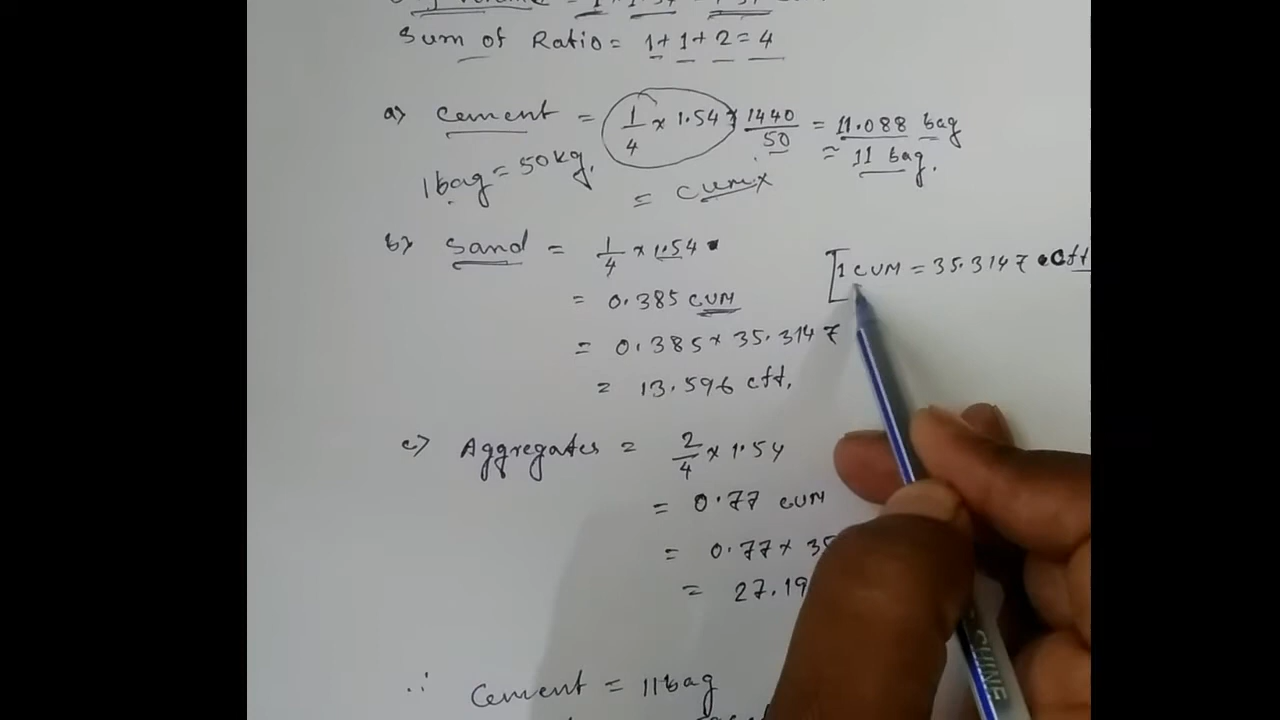 Sum of Ratio = 1+1+2=4
a) Cement = 1/4 × 1.54 × 1440/50 = 11.088 bag
≈ 11 bag.
1bag = 50kg.
= cum x
b) Sand = 1/4 × 1.54
= 0.385 CUM
[1 CUM = 35.3147 cft
= 0.385 × 35.3147
= 13.596 cft.
c) Aggregates = 2/4 × 1.54
= 0.77 CUM
= 0.77 × 35
= 27.19
∴ Cement = 11bag
CHINE